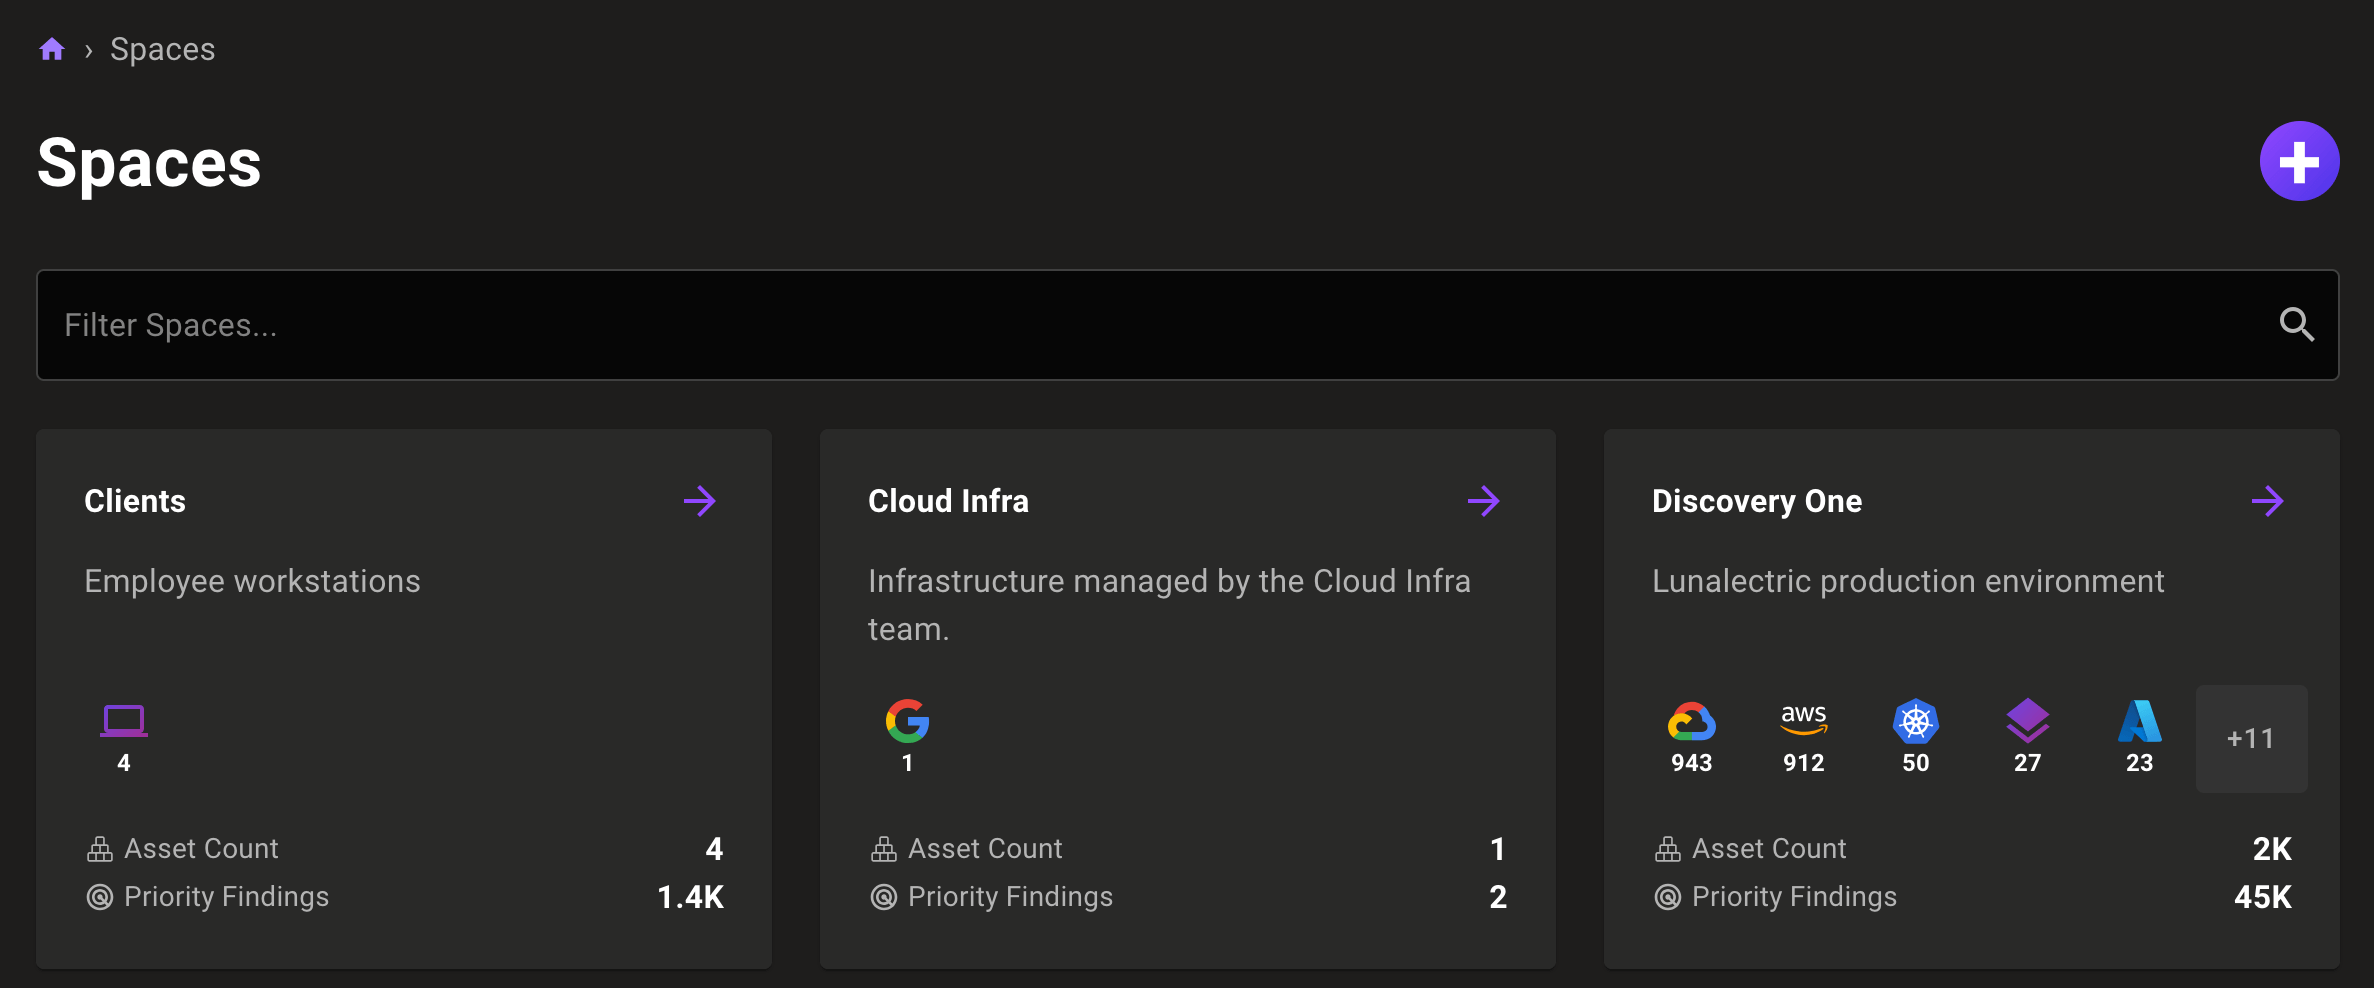 › Spaces
Spaces
Filter Spaces...
Clients
Employee workstations
4
Asset Count 4
Priority Findings 1.4K
Cloud Infra
Infrastructure managed by the Cloud Infra
team.
1
Asset Count 1
Priority Findings 2
Discovery One
Lunalectric production environment
aws
943 912 50 27 23 +11
Asset Count 2K
Priority Findings 45K